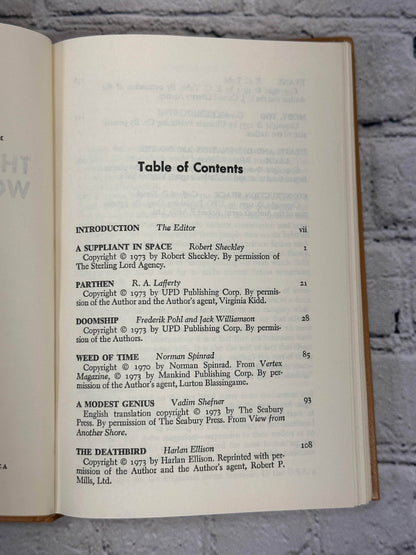 TH
WO
E
EA
Table of Contents
INTRODUCTION The Editor vii
A SUPPLIANT IN SPACE Robert Sheckley 1
Copyright © 1973 by Robert Sheckley. By permission of
The Sterling Lord Agency.
PARTHEN R. A. Lafferty 21
Copyright © 1973 by UPD Publishing Corp. By permis-
sion of the Author and the Author's agent, Virginia Kidd.
DOOMSHIP Frederik Pohl and Jack Williamson 28
Copyright © 1973 by UPD Publishing Corp. By permission of
the Authors.
WEED OF TIME Norman Spinrad 85
Copyright © 1970 by Norman Spinrad. From Vertex
Magazine, © 1973 by Mankind Publishing Corp. By per-
mission of the Author's agent, Lurton Blassingame.
A MODEST GENIUS Vadim Shefner 93
English translation copyright © 1973 by The Seabury
Press. By permission of The Seabury Press. From View from
Another Shore.
THE DEATHBIRD Harlan Ellison 108
Copyright © 1973 by Harlan Ellison. Reprinted with per-
mission of the Author and the Author's agent, Robert P.
Mills, Ltd.